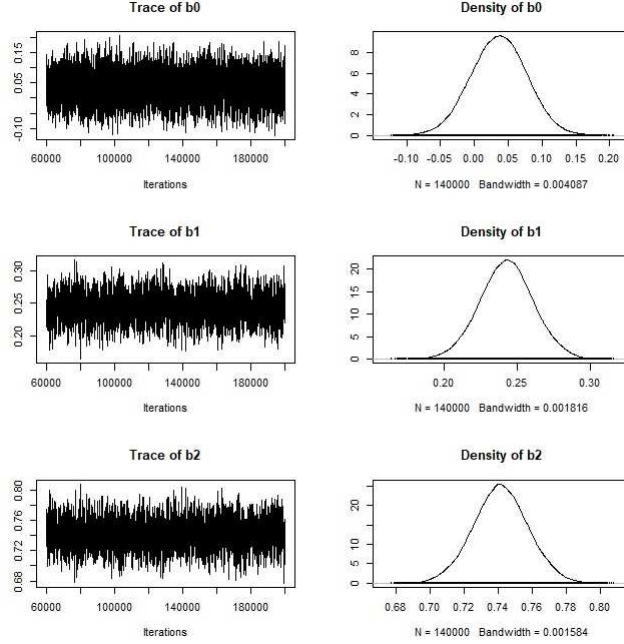 Trace of b0
0.15
0.05
-0.10
60000 100000 140000 180000
Iterations
Density of b0
8
6
4
2
0
-0.10 -0.05 0.00 0.05 0.10 0.15 0.20
N = 140000 Bandwidth = 0.004087
Trace of b1
0.30
0.25
0.20
60000 100000 140000 180000
Iterations
Density of b1
20
15
10
5
0
0.20 0.25 0.30
N = 140000 Bandwidth = 0.001816
Trace of b2
0.80
0.76
0.72
0.68
60000 100000 140000 180000
Iterations
Density of b2
20
10
5
0
0.68 0.70 0.72 0.74 0.76 0.78 0.80
N = 140000 Bandwidth = 0.001584